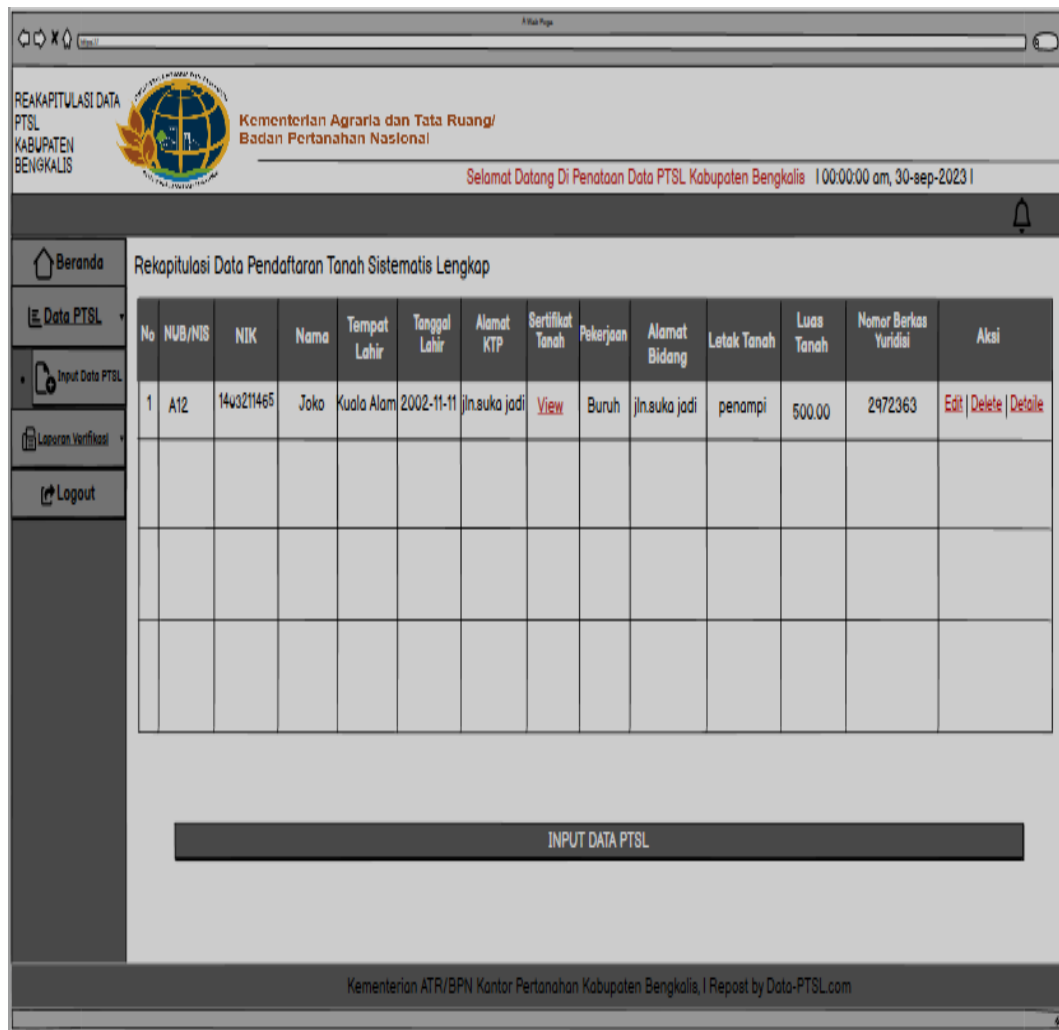 A Web Page
https://
REAKAPITULASI DATA
PTSL
KABUPATEN
BENGKALIS
Kementerian Agraria dan Tata Ruang/
Badan Pertanahan Nasional
Selamat Datang Di Penataan Data PTSL Kabupaten Bengkalis | 00:00:00 am, 30-sep-2023 |
Beranda
Data PTSL
Input Data PTSL
Laporan Verifikasi
Logout
Rekapitulasi Data Pendaftaran Tanah Sistematis Lengkap
No NUB/NIS NIK Nama Tempat Lahir Tanggal Lahir Alamat KTP Sertifikat Tanah Pekerjaan Alamat Bidang Letak Tanah Luas Tanah Nomor Berkas Yuridisi Aksi
1 A12 1403211465 Joko Kuala Alam 2002-11-11 jln.suka jadi View Buruh jln.suka jadi penampi 500.00 2972363 Edit | Delete | Detaile
INPUT DATA PTSL
Kementerian ATR/BPN Kantor Pertanahan Kabupaten Bengkalis, | Repost by Data-PTSL.com